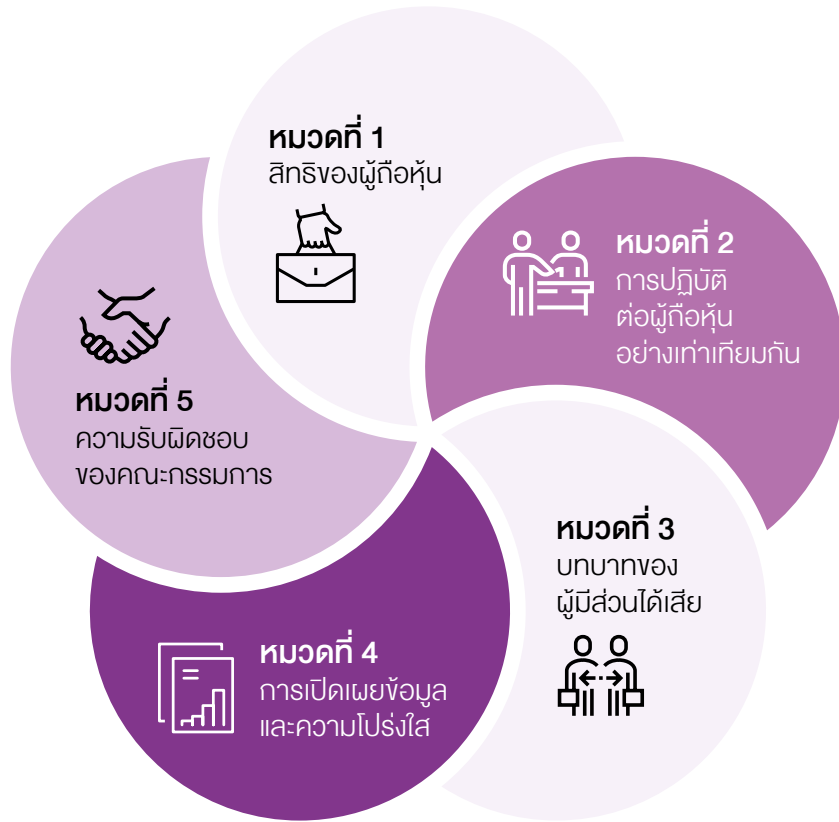 หมวดที่ 1
สิทธิของผู้ถือหุ้น
หมวดที่ 2
การปฏิบัติ
ต่อผู้ถือหุ้น
อย่างเท่าเทียมกัน
หมวดที่ 3
บทบาทของ
ผู้มีส่วนได้เสีย
หมวดที่ 4
การเปิดเผยข้อมูล
และความโปร่งใส
หมวดที่ 5
ความรับผิดชอบ
ของคณะกรรมการ